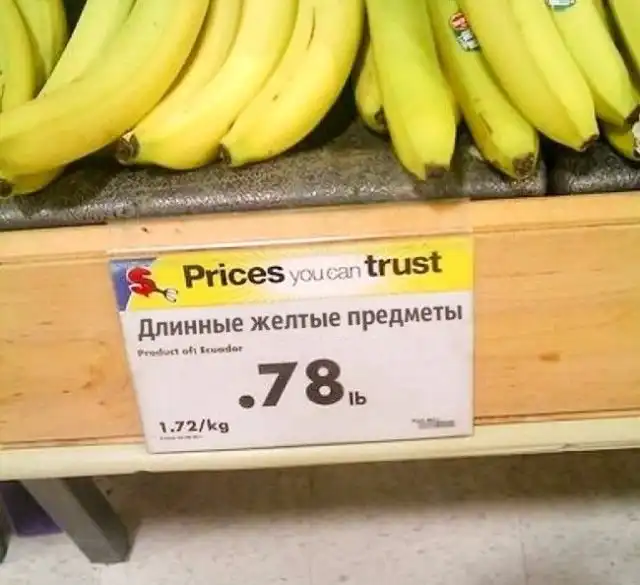 Prices you can trust
Длинные желтые предметы
Product of: Ecuador
.78 lb
1.72/kg